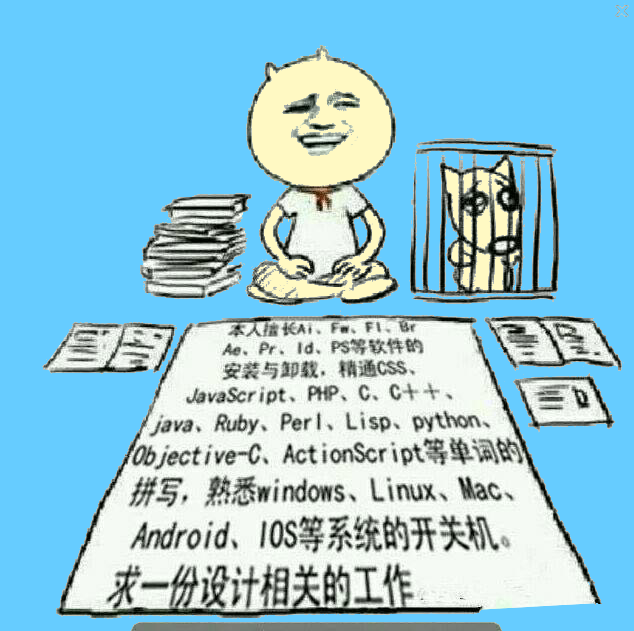 本人擅长Ai、Fw、Fl、Br
Ae、Pr、Id、PS等软件的
安装与卸载，精通CSS、
JavaScript、PHP、C、C++、
java、Ruby、Perl、Lisp、python、
Objective-C、ActionScript等单词的
拼写，熟悉windows、Linux、Mac、
Android、IOS等系统的开关机。
求一份设计相关的工作